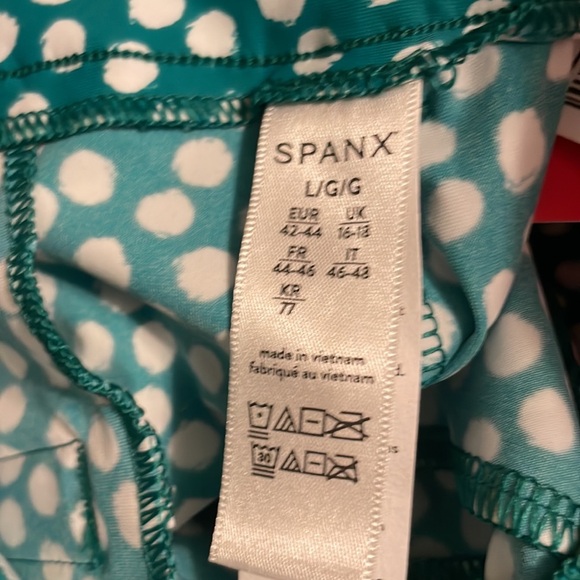 SPANX
L/G/G
EUR UK
42-44 16-18
FR IT
44-46 46-48
KR
77
made in vietnam
fabriqué au vietnam
30